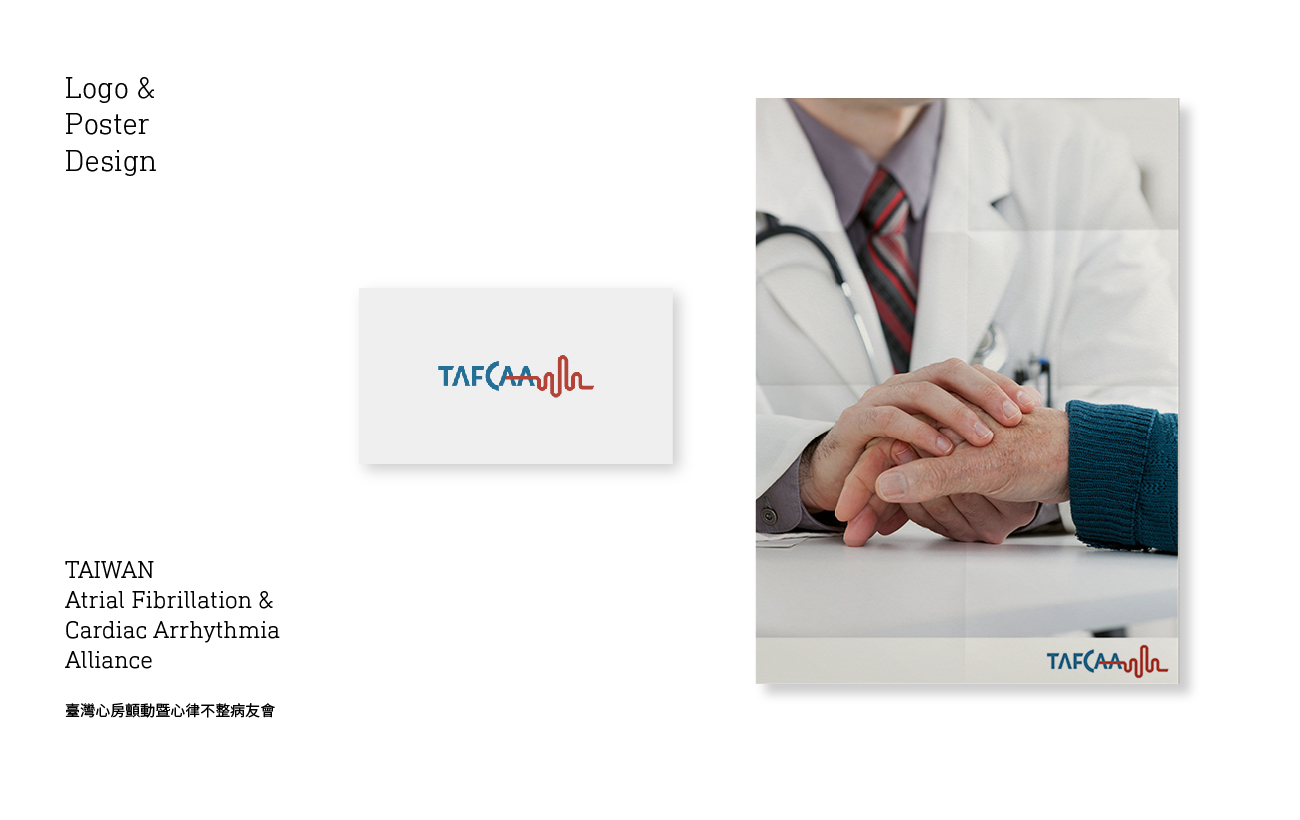 Logo &
Poster
Design
TAFCAA
TAIWAN
Atrial Fibrillation &
Cardiac Arrhythmia
Alliance
臺灣心房顫動暨心律不整病友會
TAFCAA